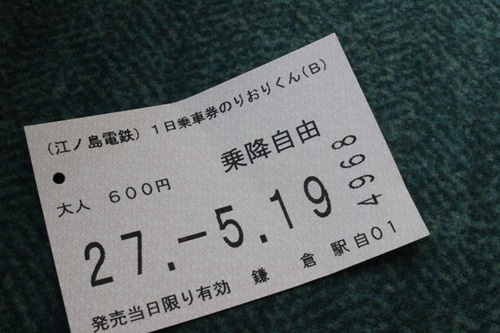 (江ノ島電鉄)1日乗車券のりおりくん(B)
乗降自由
大人 600円
27.-5.19 4968
発売当日限り有効 鎌倉駅自01